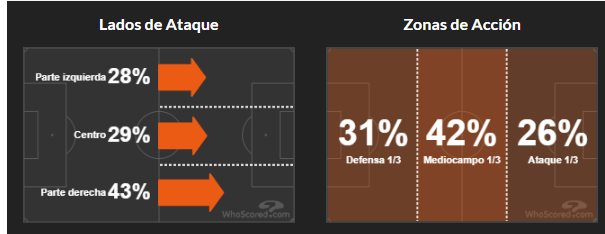 Lados de Ataque
Parte izquierda 28%
Centro 29%
Parte derecha 43%
WhoScored.com
Zonas de Acción
31% 42% 26%
Defensa 1/3 Mediocampo 1/3 Ataque 1/3
WhoScored.com